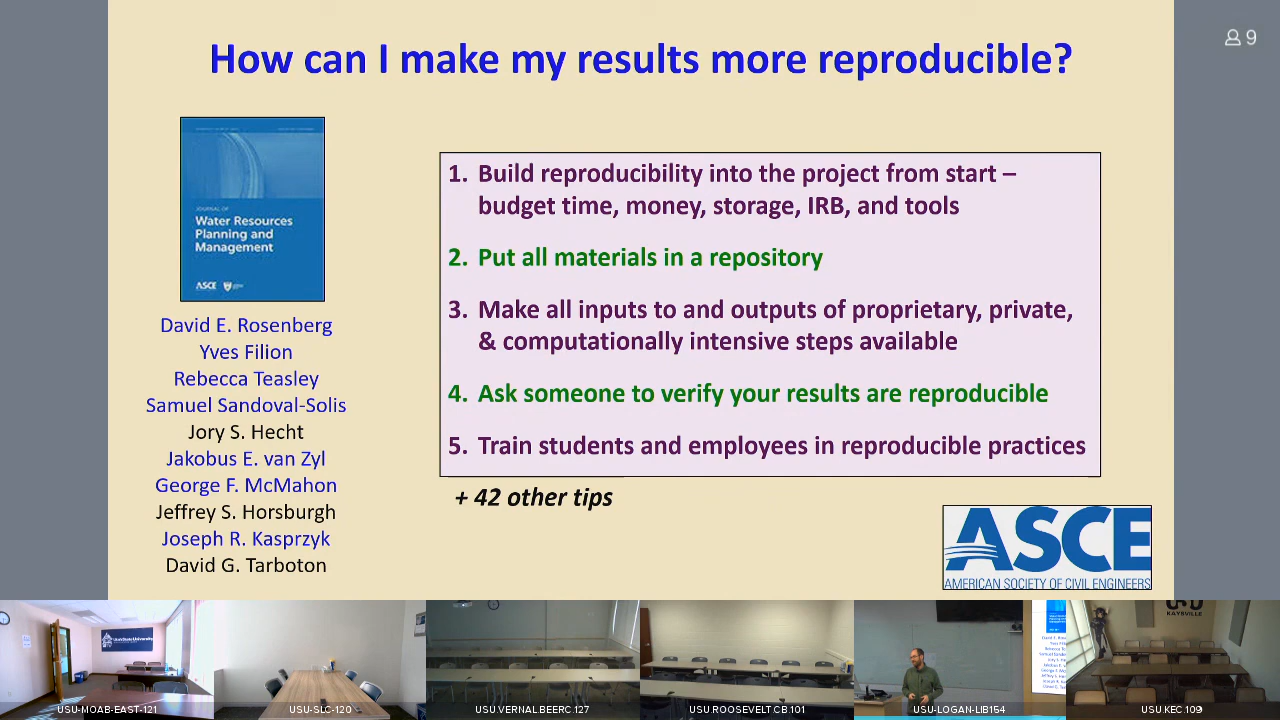 How can I make my results more reproducible?
9
JOURNAL OF
Water Resources
Planning and
Management
ASCE
David E. Rosenberg
Yves Filion
Rebecca Teasley
Samuel Sandoval-Solis
Jory S. Hecht
Jakobus E. van Zyl
George F. McMahon
Jeffrey S. Horsburgh
Joseph R. Kasprzyk
David G. Tarboton
1. Build reproducibility into the project from start –
budget time, money, storage, IRB, and tools
2. Put all materials in a repository
3. Make all inputs to and outputs of proprietary, private,
& computationally intensive steps available
4. Ask someone to verify your results are reproducible
5. Train students and employees in reproducible practices
+ 42 other tips
ASCE
AMERICAN SOCIETY OF CIVIL ENGINEERS
UtahStateUniversity
KAYSVILLE
USU-MOAB-EAST-121
USU-SLC-120
USU.VERNAL.BEERC.127
USU.ROOSEVELT.CB.101
USU-LOGAN-LIB154
USU.KEC.109